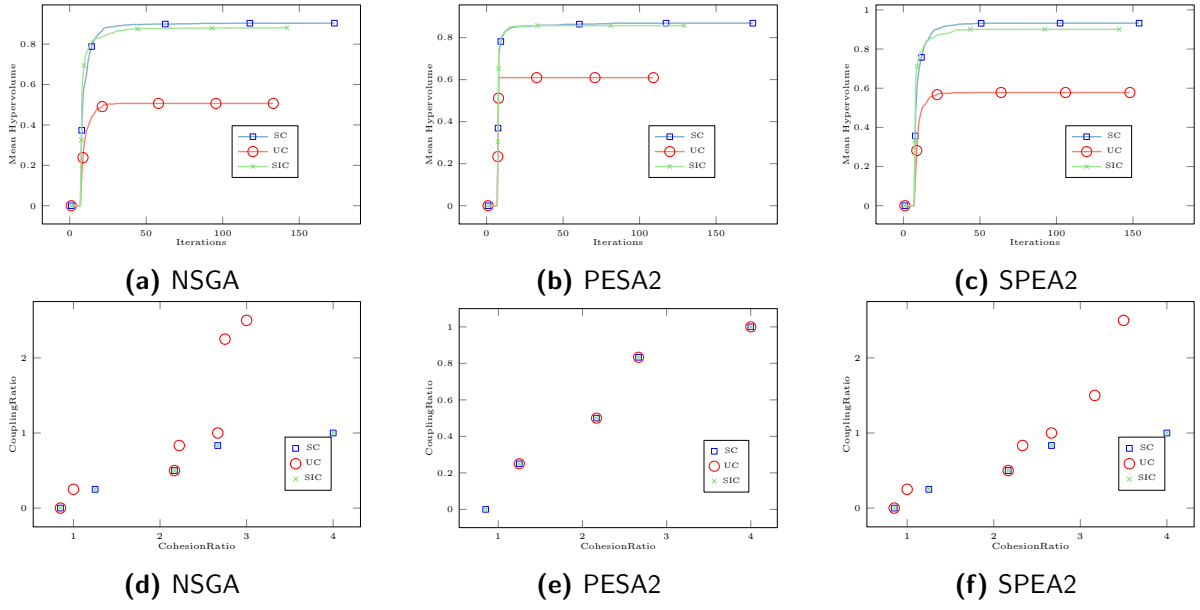 0.8
0.6
0.4
0.2
0
Mean Hypervolume
SC
UC
SIC
0 50 100 150
Iterations
(a) NSGA
0.8
0.6
0.4
0.2
0
Mean Hypervolume
SC
UC
SIC
0 50 100 150
Iterations
(b) PESA2
1
0.8
0.6
0.4
0.2
0
Mean Hypervolume
SC
UC
SIC
0 50 100 150
Iterations
(c) SPEA2
2
1
0
CouplingRatio
SC
UC
SIC
1 2 3 4
CohesionRatio
(d) NSGA
1
0.8
0.6
0.4
0.2
0
CouplingRatio
SC
UC
SIC
1 2 3 4
CohesionRatio
(e) PESA2
2
1
0
CouplingRatio
SC
UC
SIC
1 2 3 4
CohesionRatio
(f) SPEA2